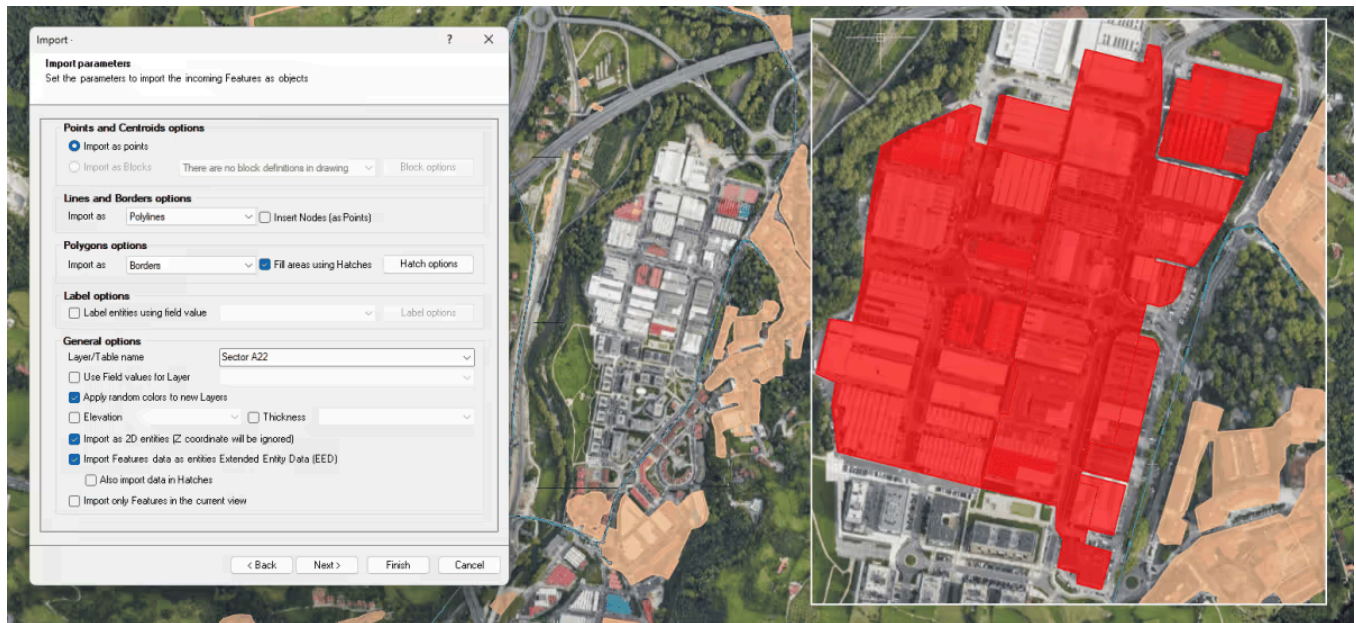 Import · ? ×
Import parameters
Set the parameters to import the incoming Features as objects
Points and Centroids options
Import as points
Import as Blocks There are no block definitions in drawing Block options
Lines and Borders options
Import as Polylines Insert Nodes (as Points)
Polygons options
Import as Borders Fill areas using Hatches Hatch options
Label options
Label entities using field value Label options
General options
Layer/Table name Sector A22
Use Field values for Layer
Apply random colors to new Layers
Elevation Thickness
Import as 2D entities (Z coordinate will be ignored)
Import Features data as entities Extended Entity Data (EED)
Also import data in Hatches
Import only Features in the current view
< Back Next > Finish Cancel